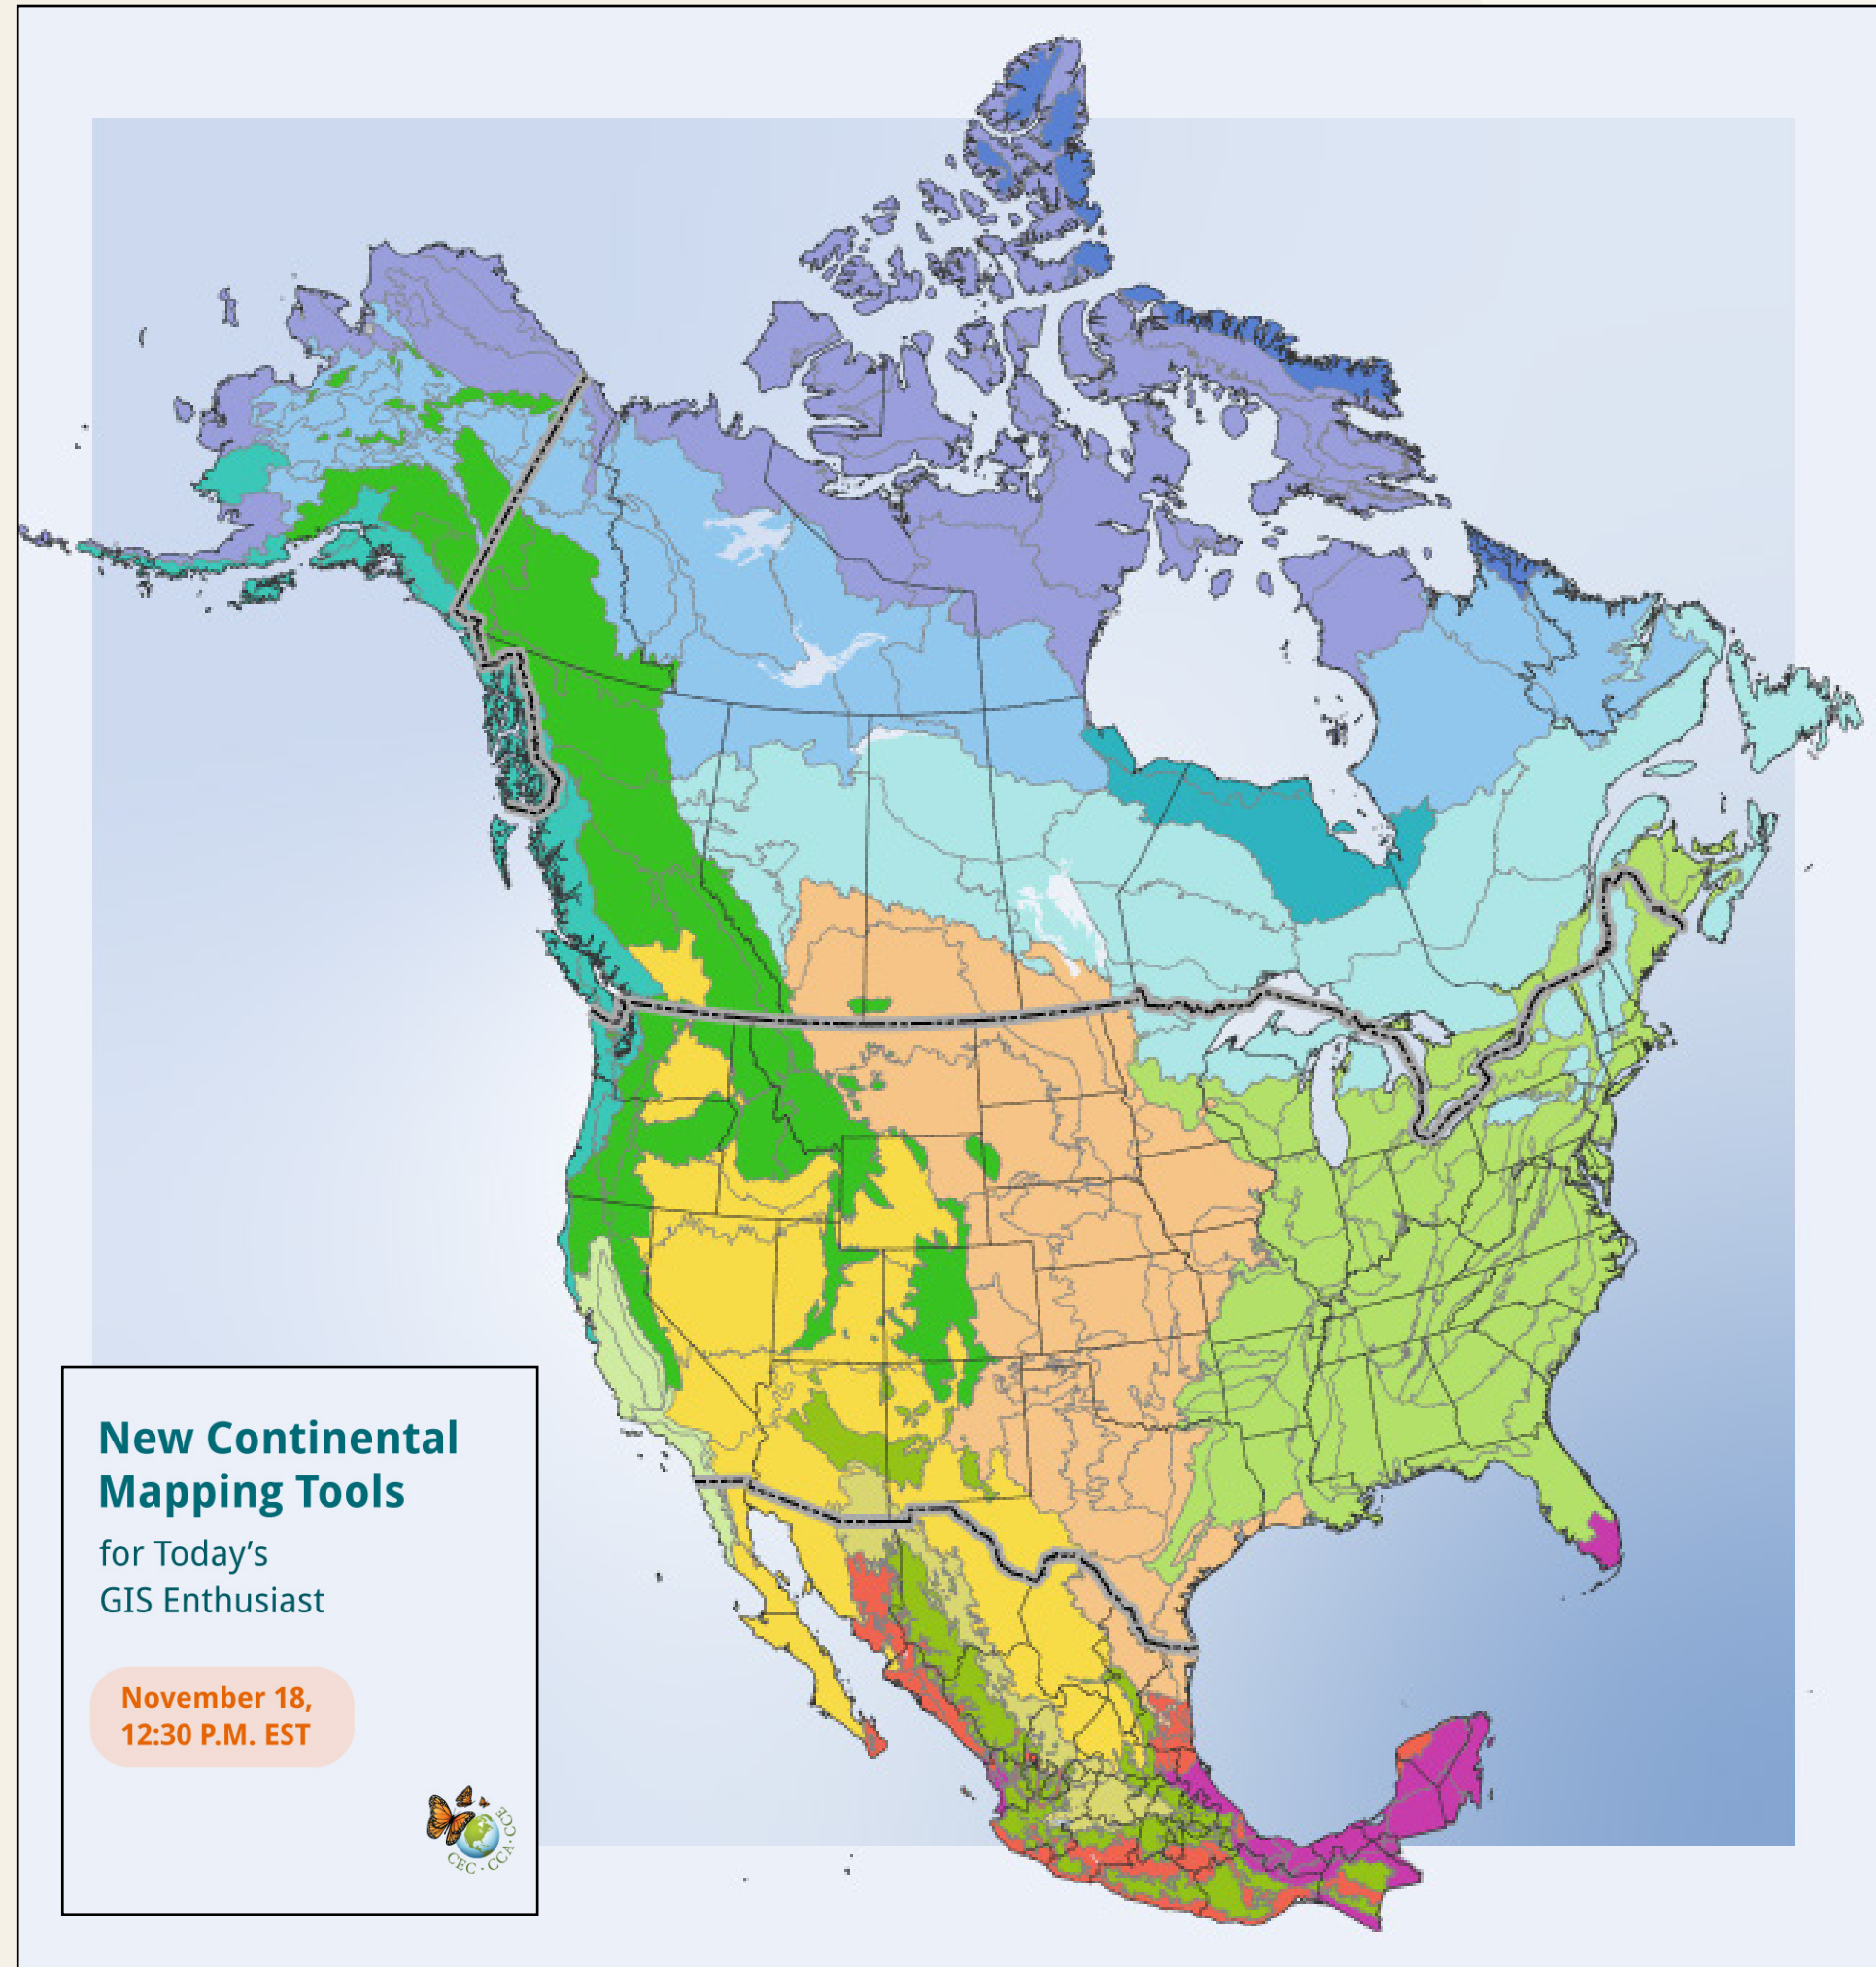 New Continental
Mapping Tools
for Today’s
GIS Enthusiast
November 18,
12:30 P.M. EST
CEC · CCA · CCE